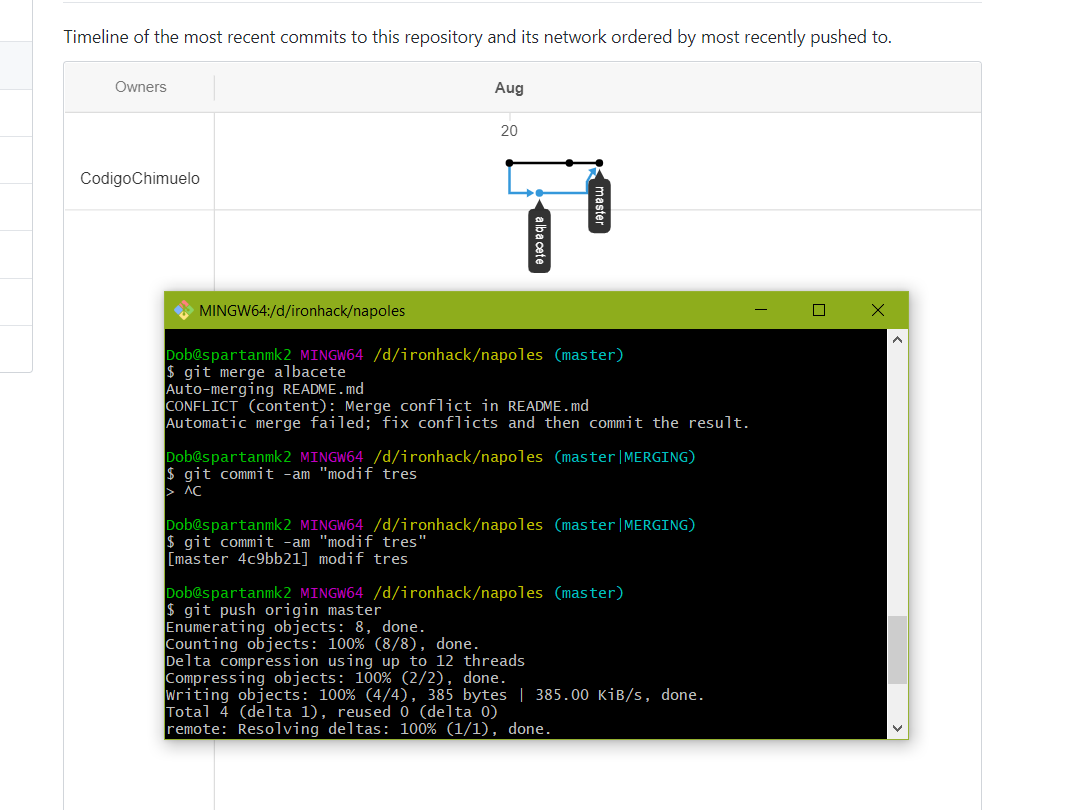 Timeline of the most recent commits to this repository and its network ordered by most recently pushed to.
Owners
Aug
20
CodigoChimuelo
master
albacete
MINGW64:/d/ironhack/napoles
Dob@spartanmk2 MINGW64 /d/ironhack/napoles (master)
$ git merge albacete
Auto-merging README.md
CONFLICT (content): Merge conflict in README.md
Automatic merge failed; fix conflicts and then commit the result.
Dob@spartanmk2 MINGW64 /d/ironhack/napoles (master|MERGING)
$ git commit -am "modif tres
> ^C
Dob@spartanmk2 MINGW64 /d/ironhack/napoles (master|MERGING)
$ git commit -am "modif tres"
[master 4c9bb21] modif tres
Dob@spartanmk2 MINGW64 /d/ironhack/napoles (master)
$ git push origin master
Enumerating objects: 8, done.
Counting objects: 100% (8/8), done.
Delta compression using up to 12 threads
Compressing objects: 100% (2/2), done.
Writing objects: 100% (4/4), 385 bytes | 385.00 KiB/s, done.
Total 4 (delta 1), reused 0 (delta 0)
remote: Resolving deltas: 100% (1/1), done.